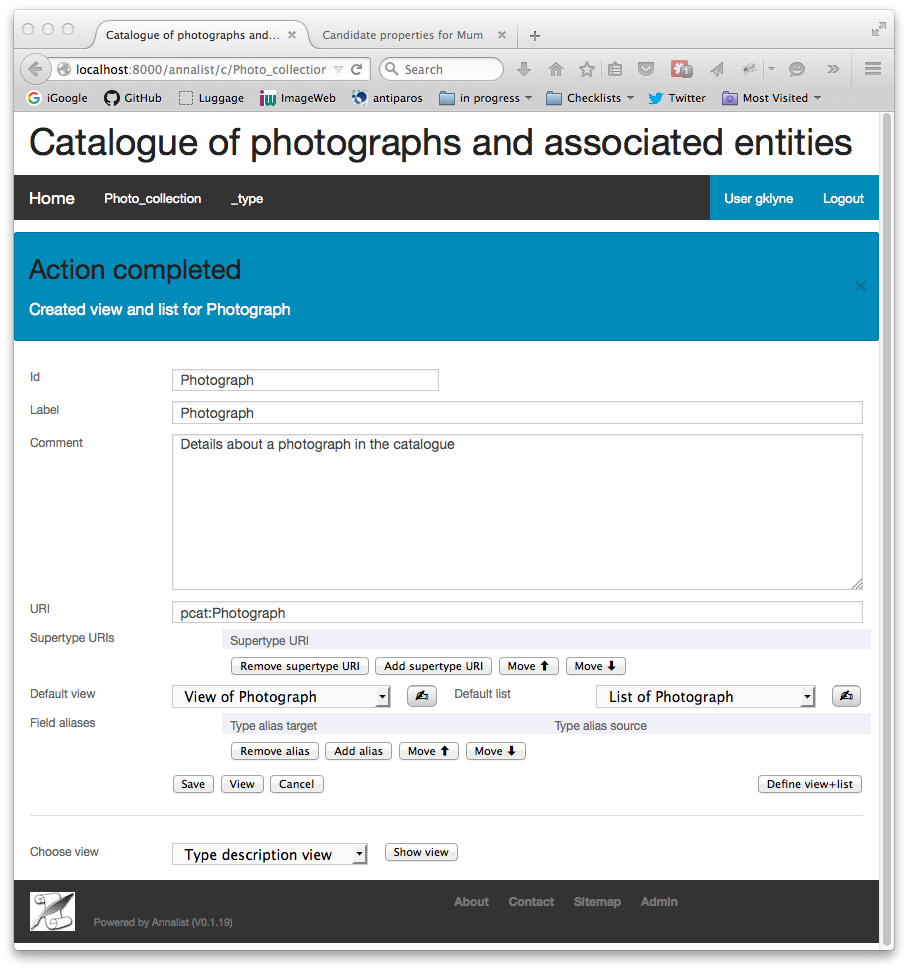 Catalogue of photographs and... × Candidate properties for Mum × +
localhost:8000/annalist/c/Photo_collection Search
iGoogle GitHub Luggage ImageWeb antiparos in progress Checklists Twitter Most Visited
Catalogue of photographs and associated entities
Home Photo_collection _type User gklyne Logout
Action completed
×
Created view and list for Photograph
Id Photograph
Label Photograph
Comment Details about a photograph in the catalogue
URI pcat:Photograph
Supertype URIs Supertype URI
Remove supertype URI Add supertype URI Move ⬆ Move ⬇
Default view View of Photograph Default list List of Photograph
Field aliases Type alias target Type alias source
Remove alias Add alias Move ⬆ Move ⬇
Save View Cancel Define view+list
Choose view Type description view Show view
About Contact Sitemap Admin
Powered by Annalist (V0.1.19)